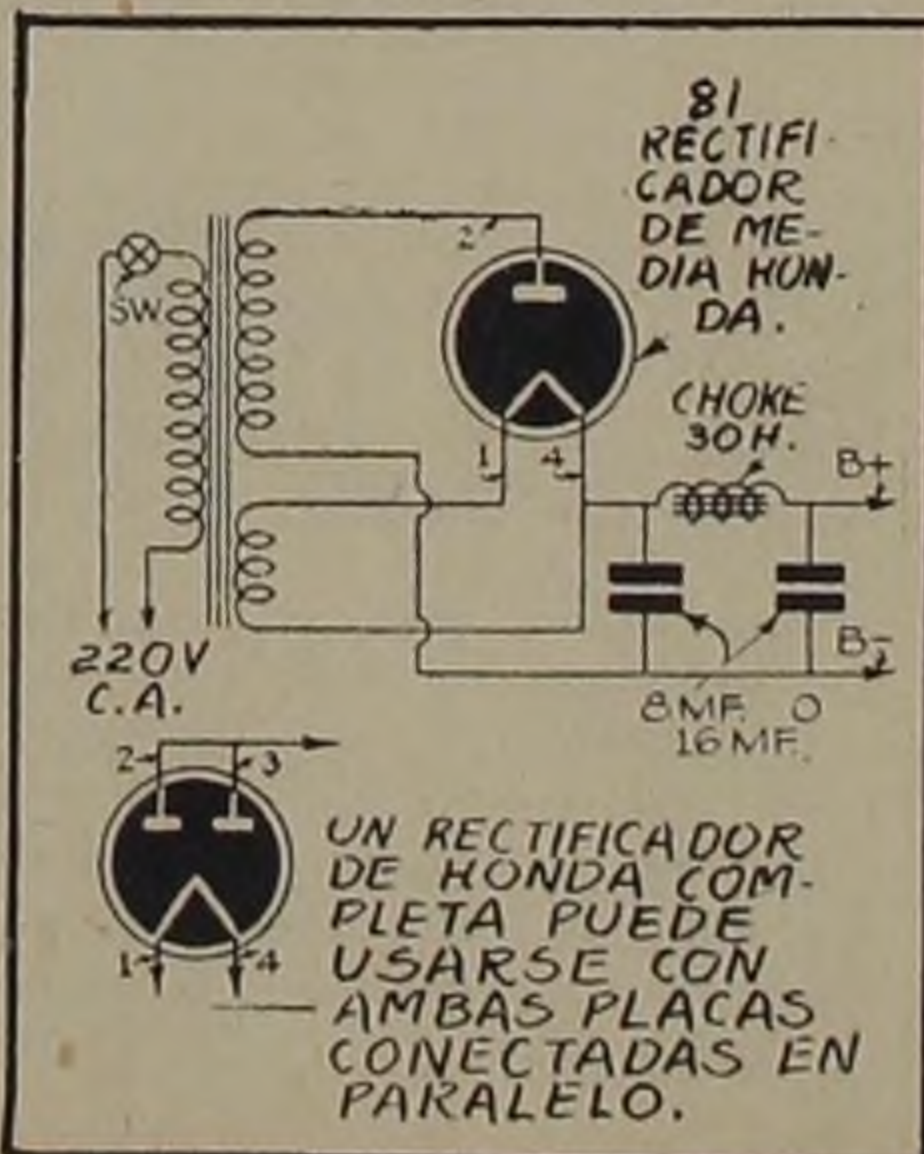 81
RECTIFI-
CADOR
DE ME-
DIA HON-
DA.
2
SW
CHOKE
30H.
1 4
B+
220V
C.A.
B-
8MF. O
16MF.
2 3
1 4
UN RECTIFICADOR
DE HONDA COM-
PLETA PUEDE
USARSE CON
AMBAS PLACAS
CONECTADAS EN
PARALELO.